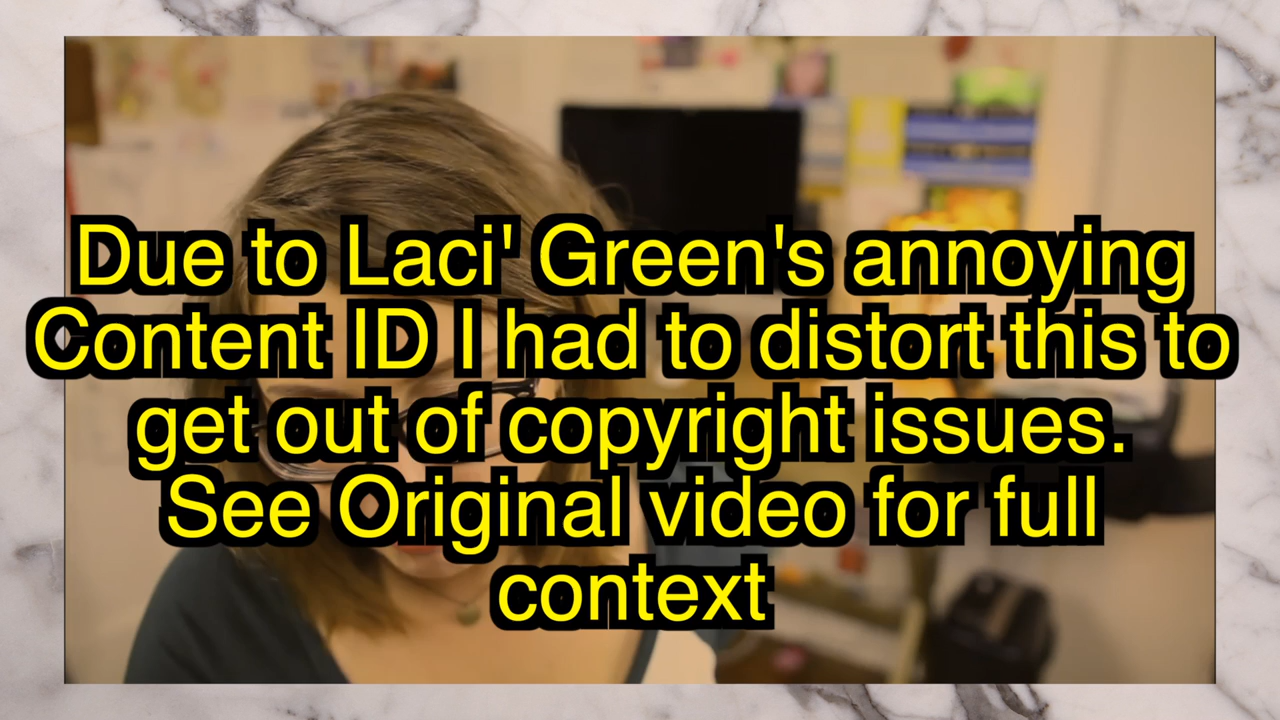 Due to Laci' Green's annoying
Content ID I had to distort this to
get out of copyright issues.
See Original video for full
context